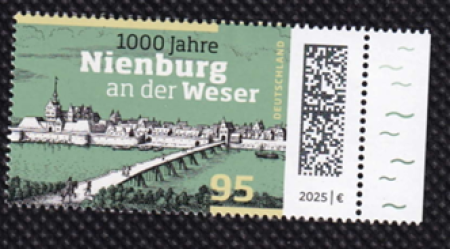 1000 Jahre
Nienburg
an der Weser
DEUTSCHLAND
95
2025 | €